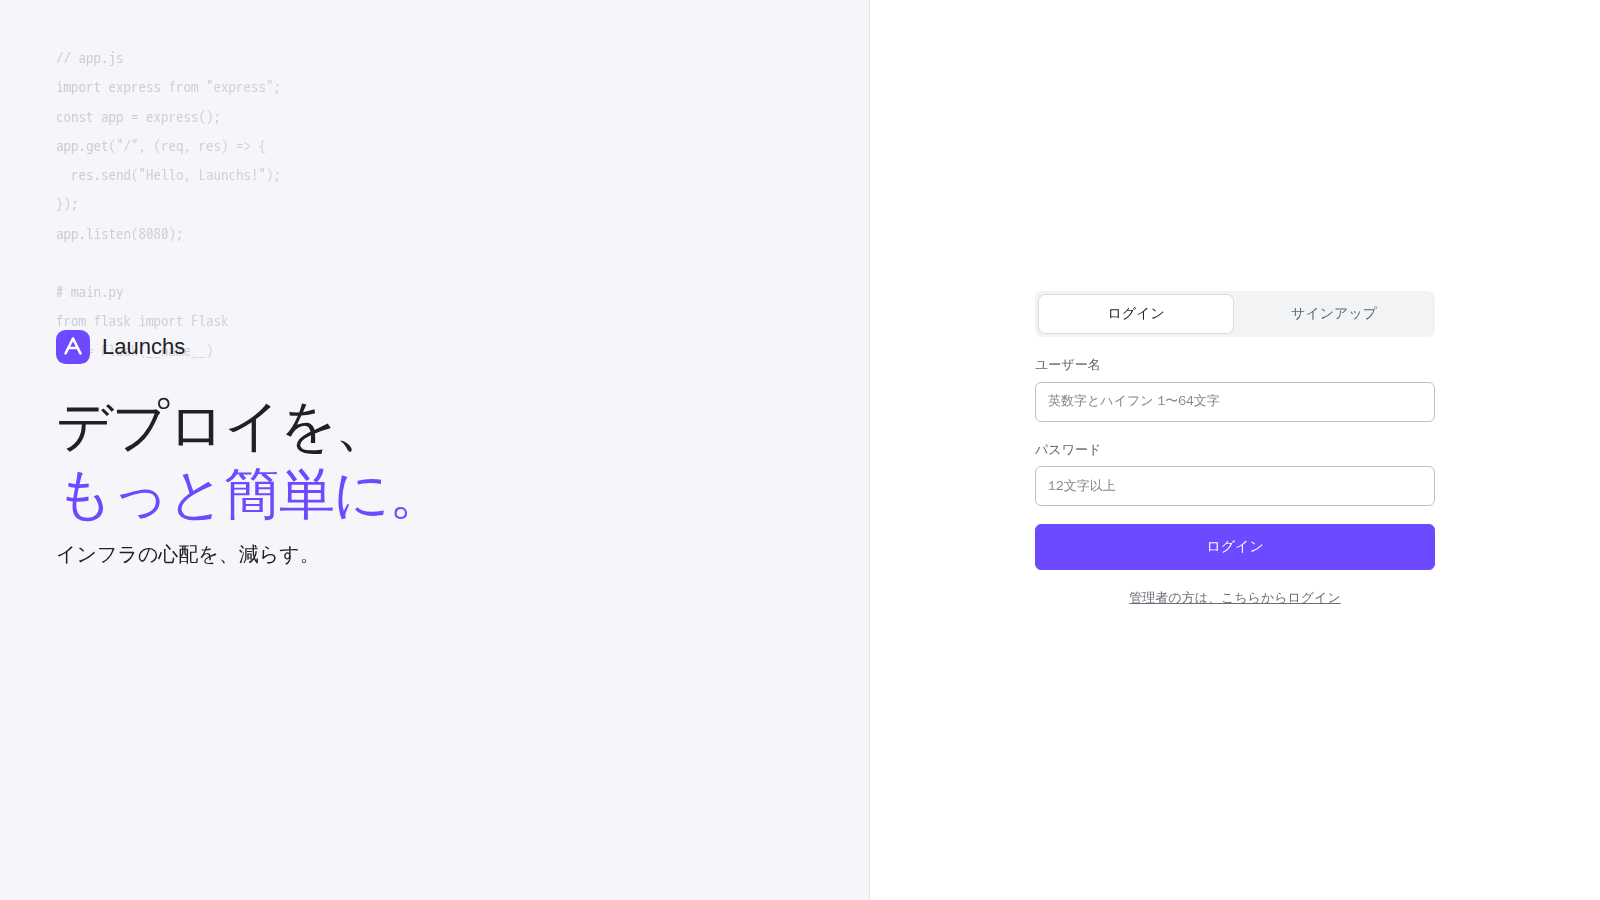 // app.js
import express from "express";
const app = express();
app.get("/", (req, res) => {
  res.send("Hello, Launchs!");
});
app.listen(8080);
# main.py
from flask import Flask
= Flask(__name__)
Launchs
デプロイを、
もっと簡単に。
インフラの心配を、減らす。
ログイン
サインアップ
ユーザー名
英数字とハイフン 1〜64文字
パスワード
12文字以上
ログイン
管理者の方は、こちらからログイン